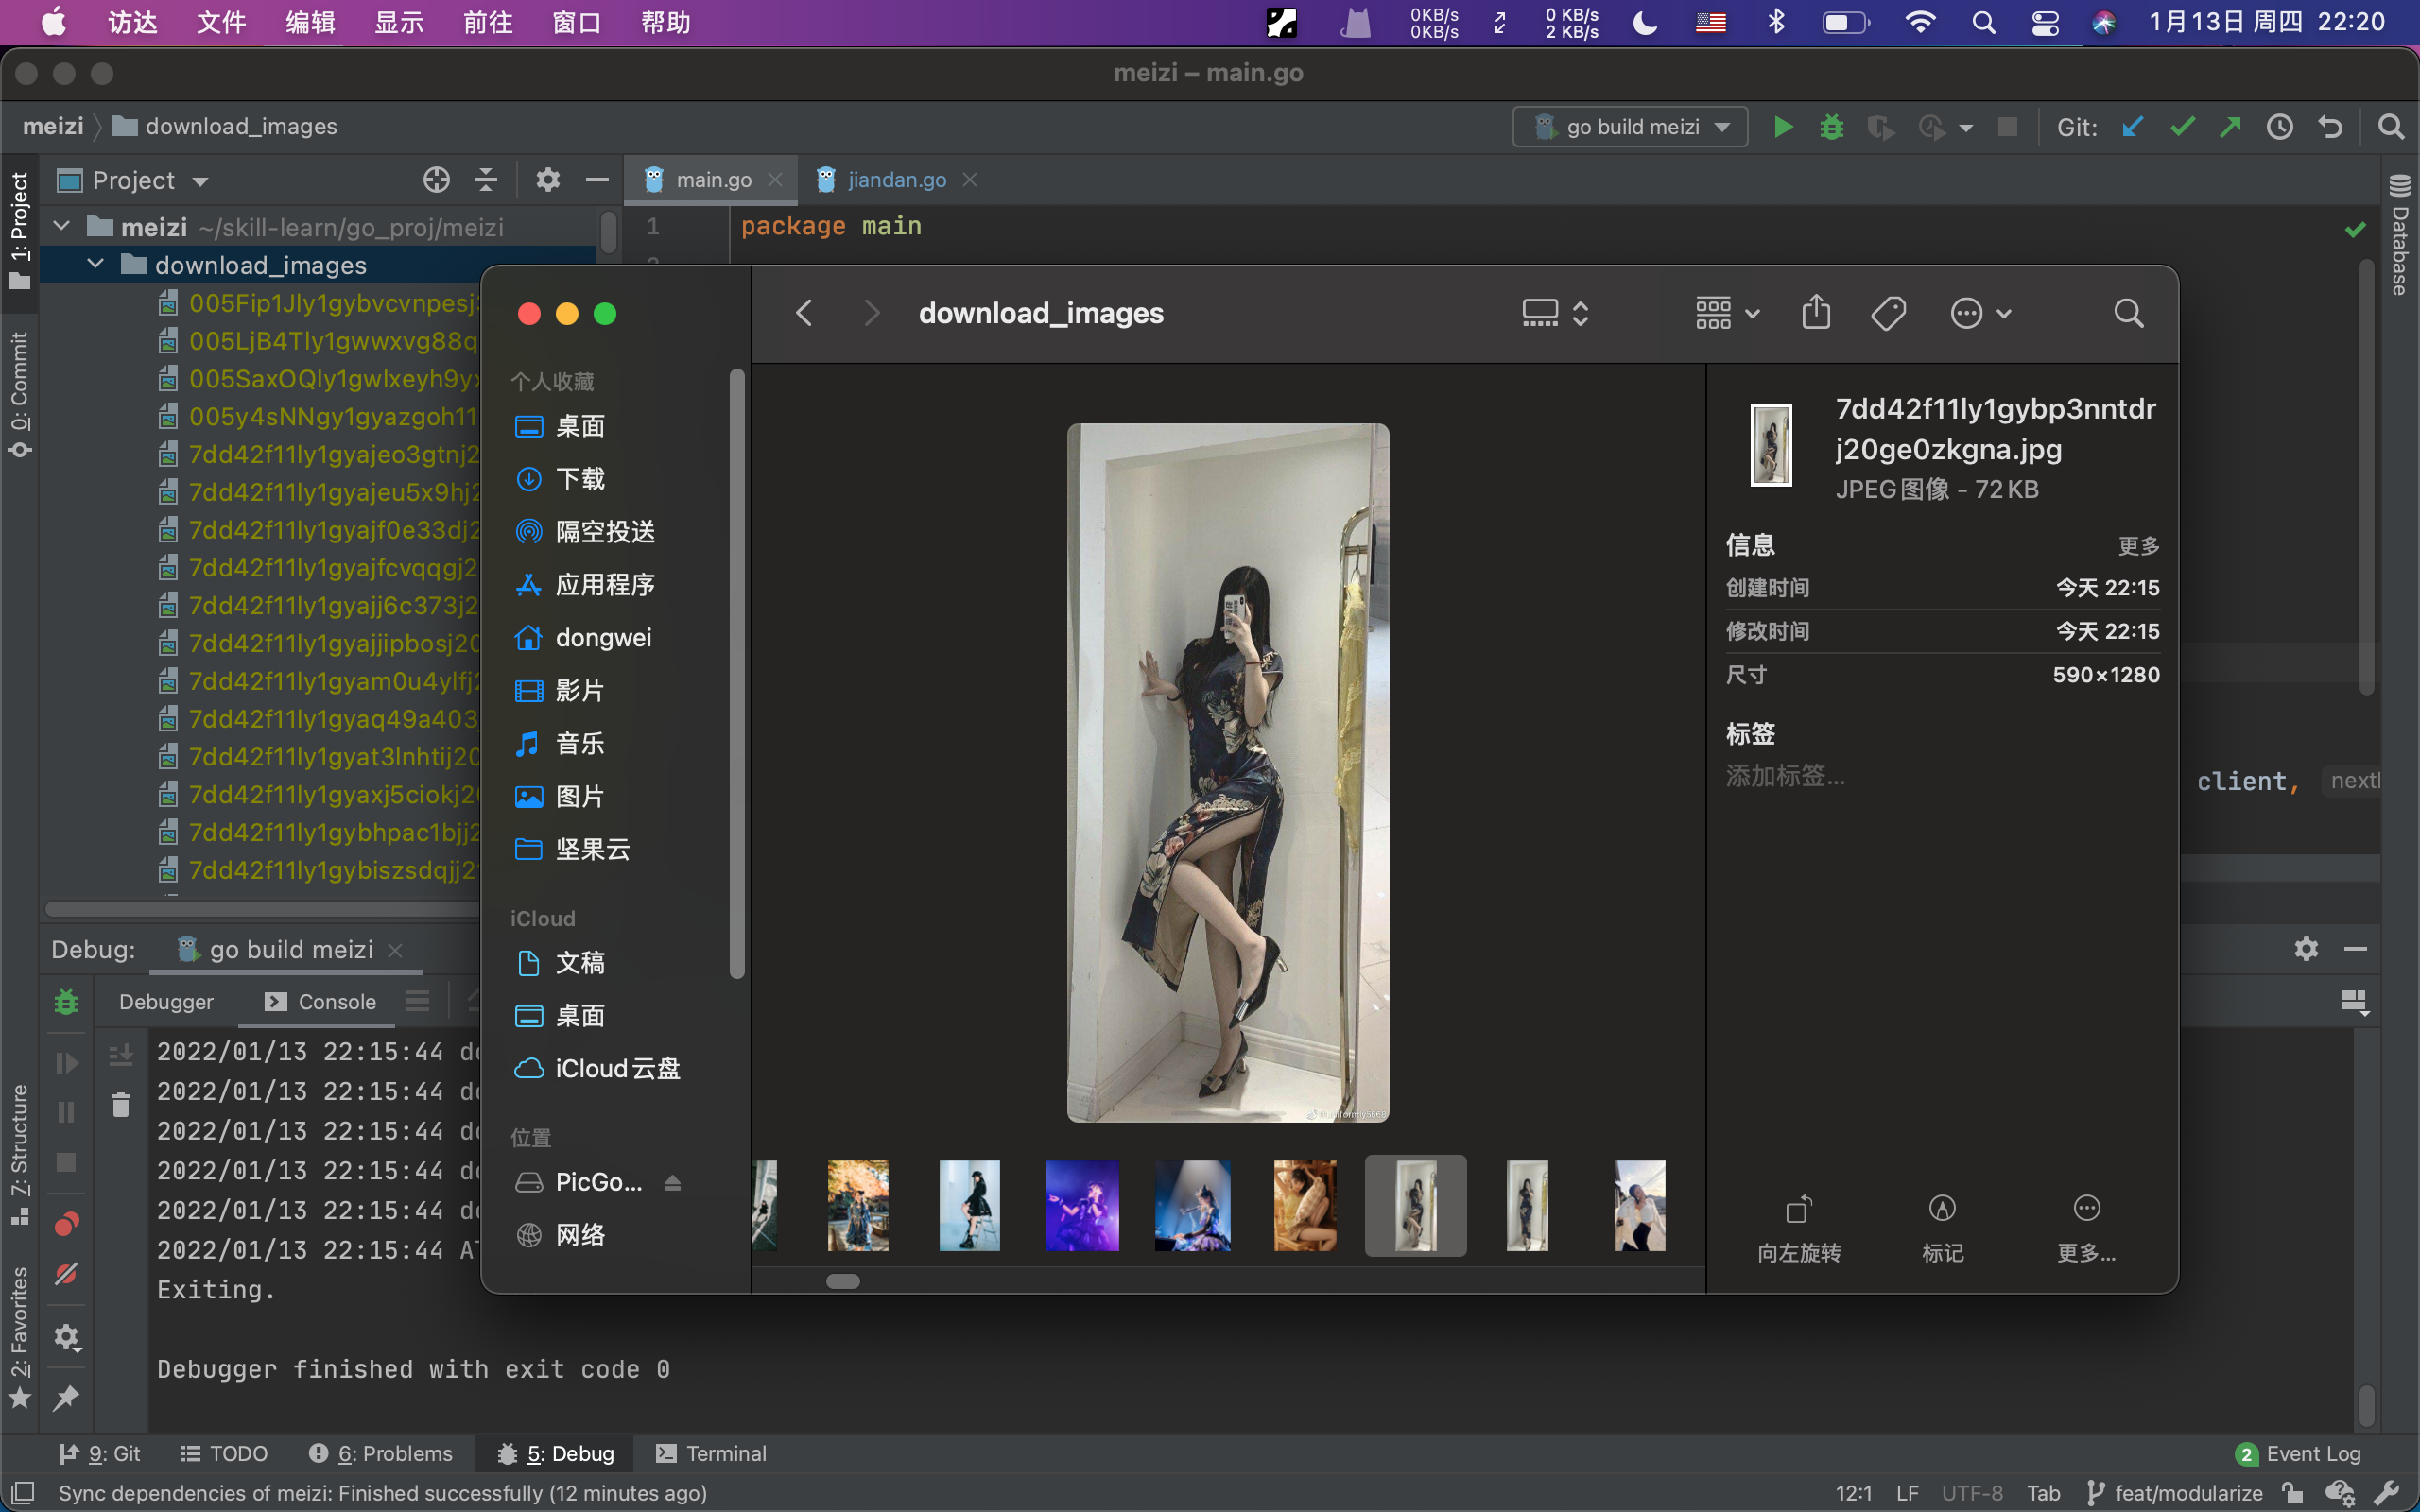 访达 文件 编辑 显示 前往 窗口 帮助
0KB/s
0KB/s
0 KB/s
2 KB/s
1月13日 周四 22:20
meizi – main.go
meizi download_images
go build meizi
Git:
1: Project
0: Commit
7: Structure
2: Favorites
Database
Project
main.go
jiandan.go
meizi ~/skill-learn/go_proj/meizi
download_images
005Fip1Jly1gybvcvnpesj
005LjB4Tly1gwwxvg88q
005SaxOQly1gwlxeyh9yx
005y4sNNgy1gyazgoh11
7dd42f11ly1gyajeo3gtnj2
7dd42f11ly1gyajeu5x9hj2
7dd42f11ly1gyajf0e33dj2
7dd42f11ly1gyajfcvqqgj2
7dd42f11ly1gyajj6c373j2
7dd42f11ly1gyajjipbosj20
7dd42f11ly1gyam0u4ylfj
7dd42f11ly1gyaq49a403
7dd42f11ly1gyat3lnhtij20
7dd42f11ly1gyaxj5ciokj2
7dd42f11ly1gybhpac1bjj2
7dd42f11ly1gybiszsdqjj2
1
package main
2
client, nextl
download_images
个人收藏
桌面
下载
隔空投送
应用程序
dongwei
影片
音乐
图片
坚果云
iCloud
文稿
桌面
iCloud云盘
位置
PicGo...
网络
7dd42f11ly1gybp3nntdr
j20ge0zkgna.jpg
JPEG图像 - 72 KB
信息 更多
创建时间 今天 22:15
修改时间 今天 22:15
尺寸 590×1280
标签
添加标签...
向左旋转 标记 更多...
Debug: go build meizi
Debugger Console
2022/01/13 22:15:44
2022/01/13 22:15:44
2022/01/13 22:15:44
2022/01/13 22:15:44
2022/01/13 22:15:44
2022/01/13 22:15:44
Exiting.
Debugger finished with exit code 0
9: Git TODO 6: Problems 5: Debug Terminal
2 Event Log
Sync dependencies of meizi: Finished successfully (12 minutes ago)
12:1 LF UTF-8 Tab feat/modularize